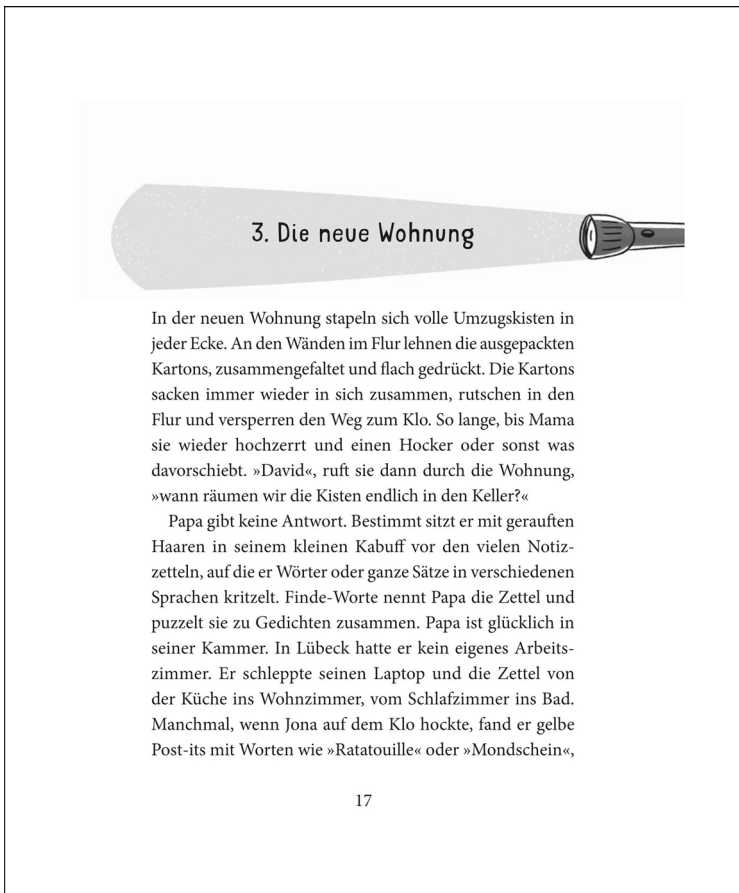 3. Die neue Wohnung
In der neuen Wohnung stapeln sich volle Umzugskisten in
jeder Ecke. An den Wänden im Flur lehnen die ausgepackten
Kartons, zusammengefaltet und flach gedrückt. Die Kartons
sacken immer wieder in sich zusammen, rutschen in den
Flur und versperren den Weg zum Klo. So lange, bis Mama
sie wieder hochzerrt und einen Hocker oder sonst was
davorschiebt. »David«, ruft sie dann durch die Wohnung,
»wann räumen wir die Kisten endlich in den Keller?«
Papa gibt keine Antwort. Bestimmt sitzt er mit gerauften
Haaren in seinem kleinen Kabuff vor den vielen Notiz-
zetteln, auf die er Wörter oder ganze Sätze in verschiedenen
Sprachen kritzelt. Finde-Worte nennt Papa die Zettel und
puzzelt sie zu Gedichten zusammen. Papa ist glücklich in
seiner Kammer. In Lübeck hatte er kein eigenes Arbeits-
zimmer. Er schleppte seinen Laptop und die Zettel von
der Küche ins Wohnzimmer, vom Schlafzimmer ins Bad.
Manchmal, wenn Jona auf dem Klo hockte, fand er gelbe
Post-its mit Worten wie »Ratatouille« oder »Mondschein«,
17